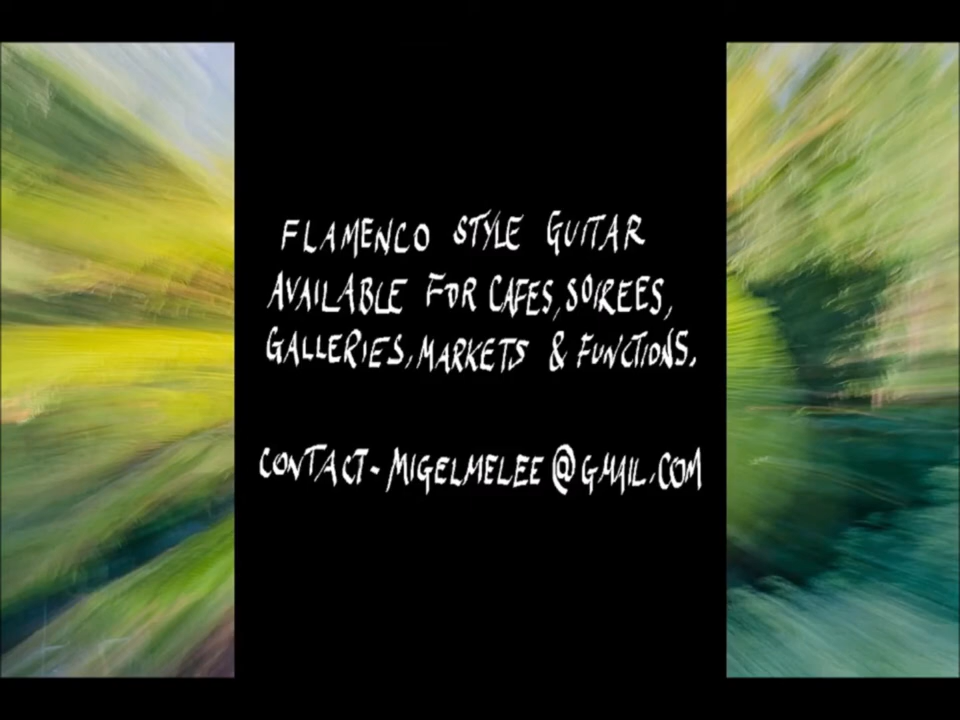 FLAMENCO STYLE GUITAR
AVAILABLE FOR CAFES, SOIREES,
GALLERIES, MARKETS & FUNCTIONS.
CONTACT- MIGELMELEE@GMAIL.COM